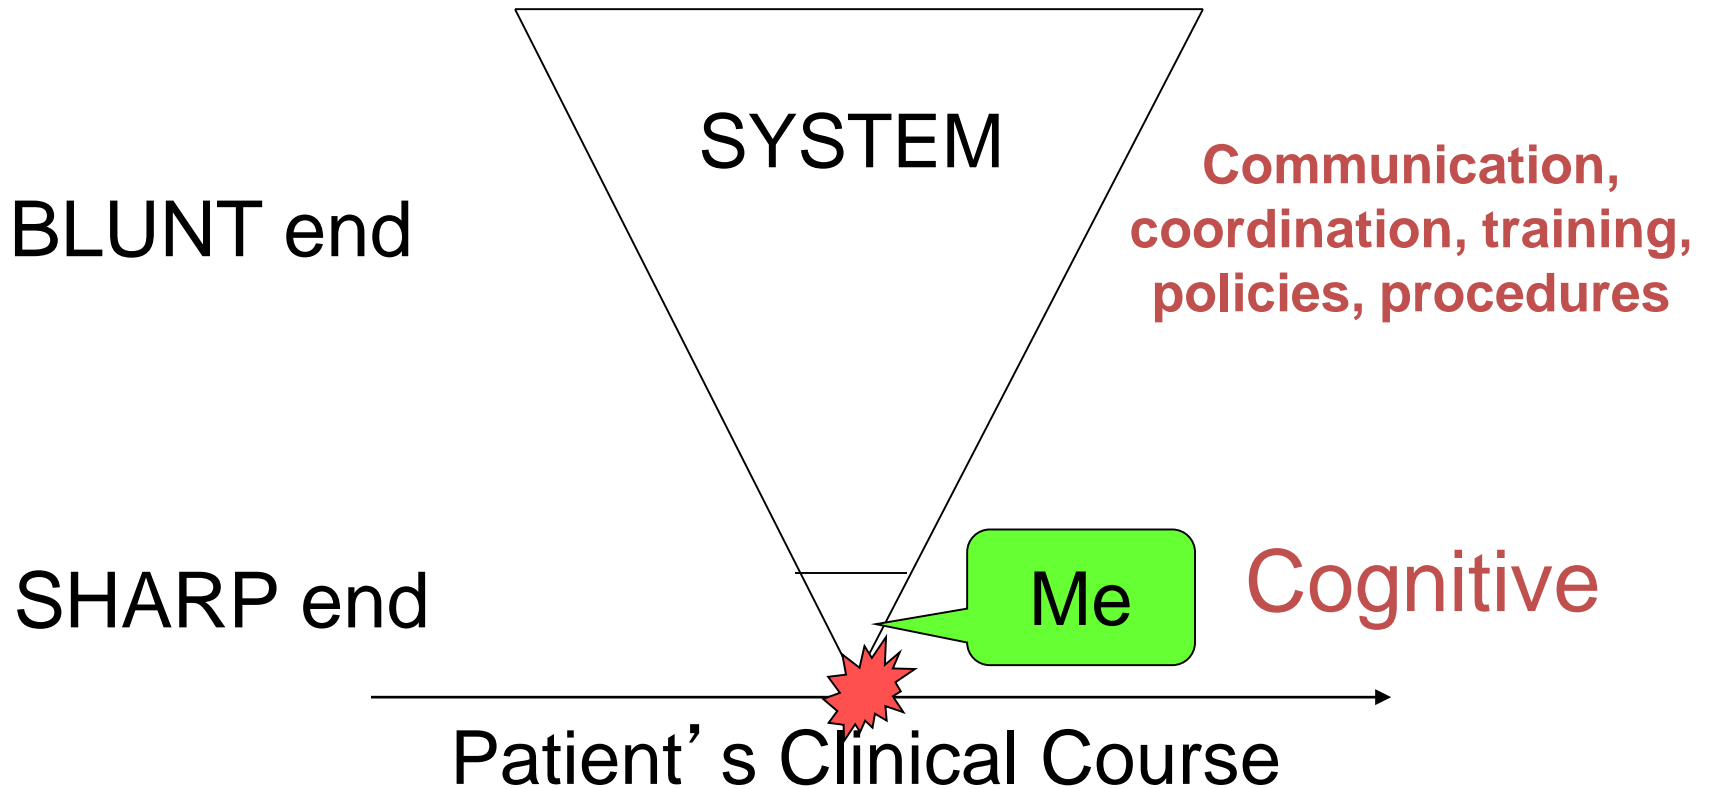 SYSTEM
BLUNT end
Communication,
coordination, training,
policies, procedures
SHARP end
Me
Cognitive
Patient’s Clinical Course